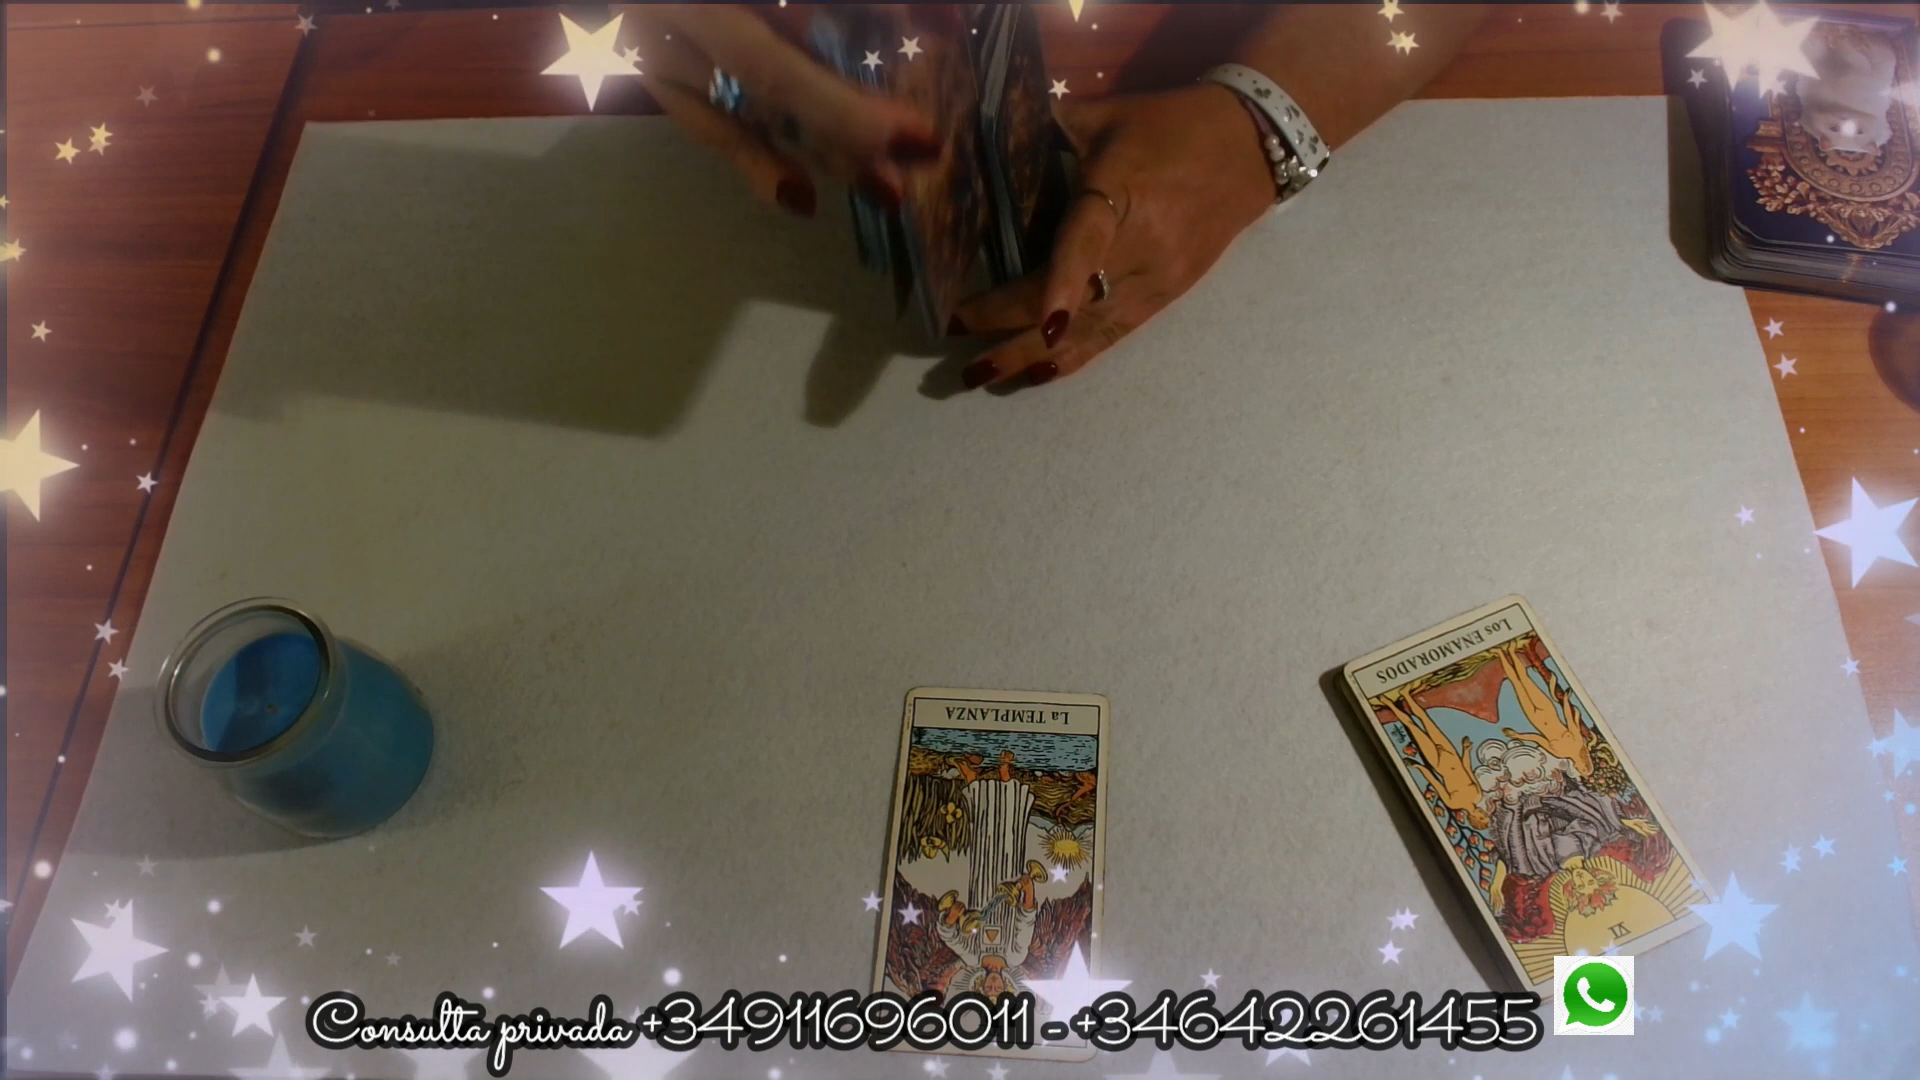 Los ENAMORADOS
VI
La TEMPLANZA
Consulta privada +34911696011 - +34642261455